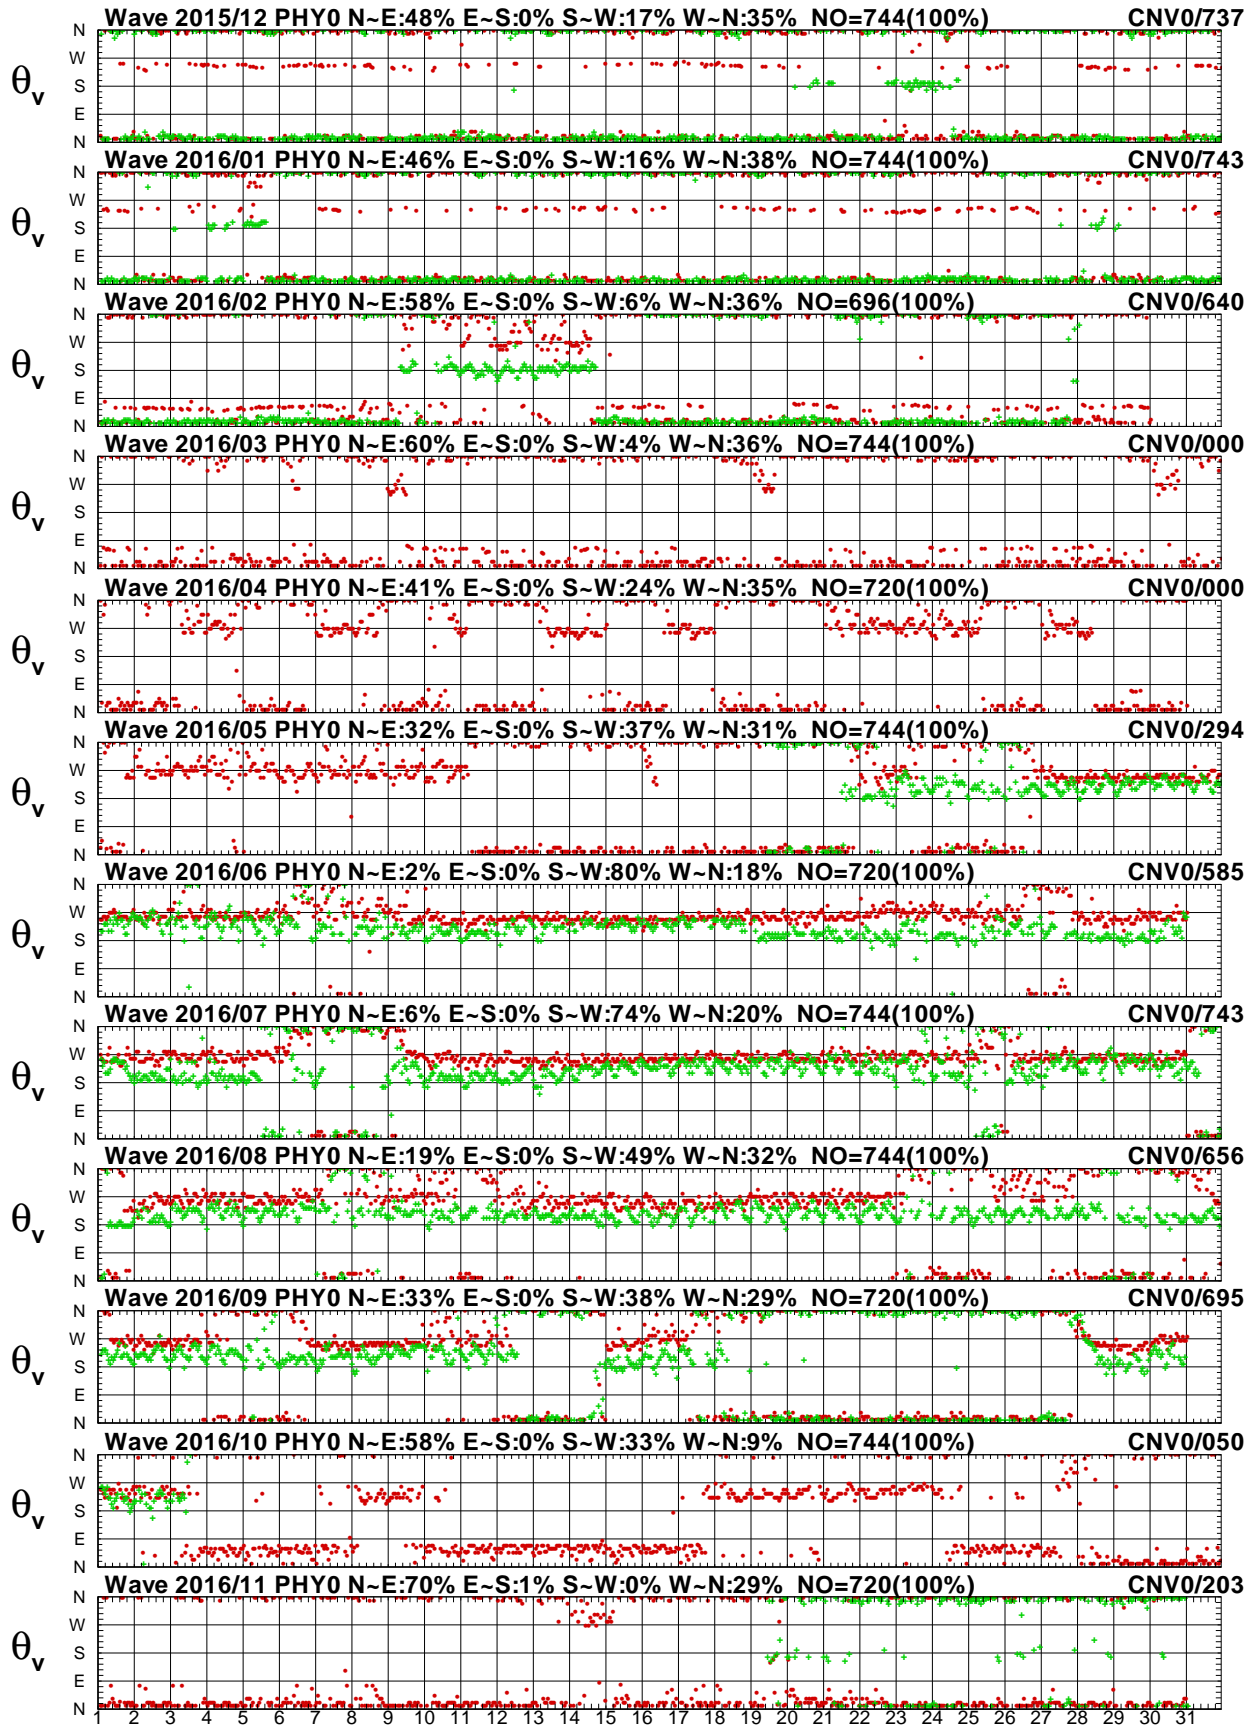 Wave 2015/12 PHY0 N~E:48% E~S:0% S~W:17% W~N:35% NO=744(100%) CNV0/737
N
W
θv S
E
N
Wave 2016/01 PHY0 N~E:46% E~S:0% S~W:16% W~N:38% NO=744(100%) CNV0/743
N
W
θv S
E
N
Wave 2016/02 PHY0 N~E:58% E~S:0% S~W:6% W~N:36% NO=696(100%) CNV0/640
N
W
θv S
E
N
Wave 2016/03 PHY0 N~E:60% E~S:0% S~W:4% W~N:36% NO=744(100%) CNV0/000
N
W
θv S
E
N
Wave 2016/04 PHY0 N~E:41% E~S:0% S~W:24% W~N:35% NO=720(100%) CNV0/000
N
W
θv S
E
N
Wave 2016/05 PHY0 N~E:32% E~S:0% S~W:37% W~N:31% NO=744(100%) CNV0/294
N
W
θv S
E
N
Wave 2016/06 PHY0 N~E:2% E~S:0% S~W:80% W~N:18% NO=720(100%) CNV0/585
N
W
θv S
E
N
Wave 2016/07 PHY0 N~E:6% E~S:0% S~W:74% W~N:20% NO=744(100%) CNV0/743
N
W
θv S
E
N
Wave 2016/08 PHY0 N~E:19% E~S:0% S~W:49% W~N:32% NO=744(100%) CNV0/656
N
W
θv S
E
N
Wave 2016/09 PHY0 N~E:33% E~S:0% S~W:38% W~N:29% NO=720(100%) CNV0/695
N
W
θv S
E
N
Wave 2016/10 PHY0 N~E:58% E~S:0% S~W:33% W~N:9% NO=744(100%) CNV0/050
N
W
θv S
E
N
Wave 2016/11 PHY0 N~E:70% E~S:1% S~W:0% W~N:29% NO=720(100%) CNV0/203
N
W
θv S
E
N
1 2 3 4 5 6 7 8 9 10 11 12 13 14 15 16 17 18 19 20 21 22 23 24 25 26 27 28 29 30 31